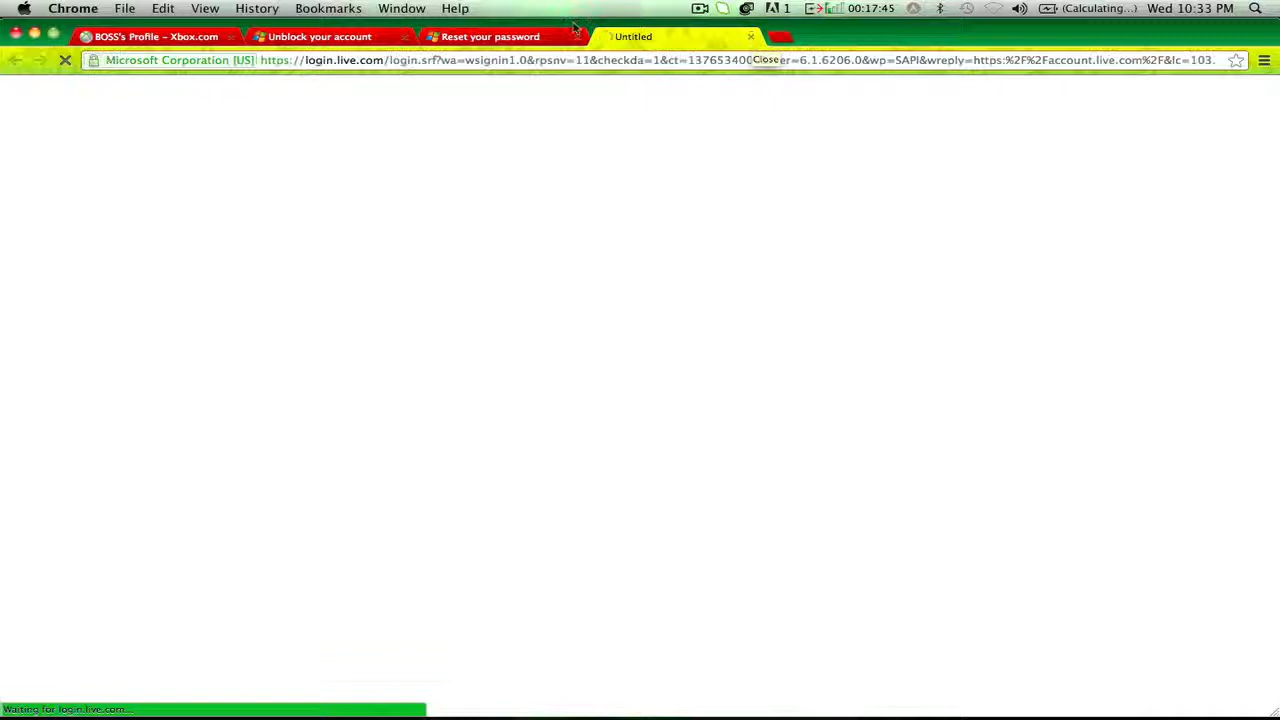 Chrome File Edit View History Bookmarks Window Help 1 00:17:45 (Calculating...) Wed 10:33 PM
BOSS's Profile - Xbox.com Unblock your account Reset your password Untitled
Microsoft Corporation [US] https://login.live.com/login.srf?wa=wsignin1.0&rpsnv=11&checkda=1&ct=13765340 Close er=6.1.6206.0&wp=SAPI&wreply=https:%2F%2Faccount.live.com%2F&lc=103.
Waiting for login.live.com...